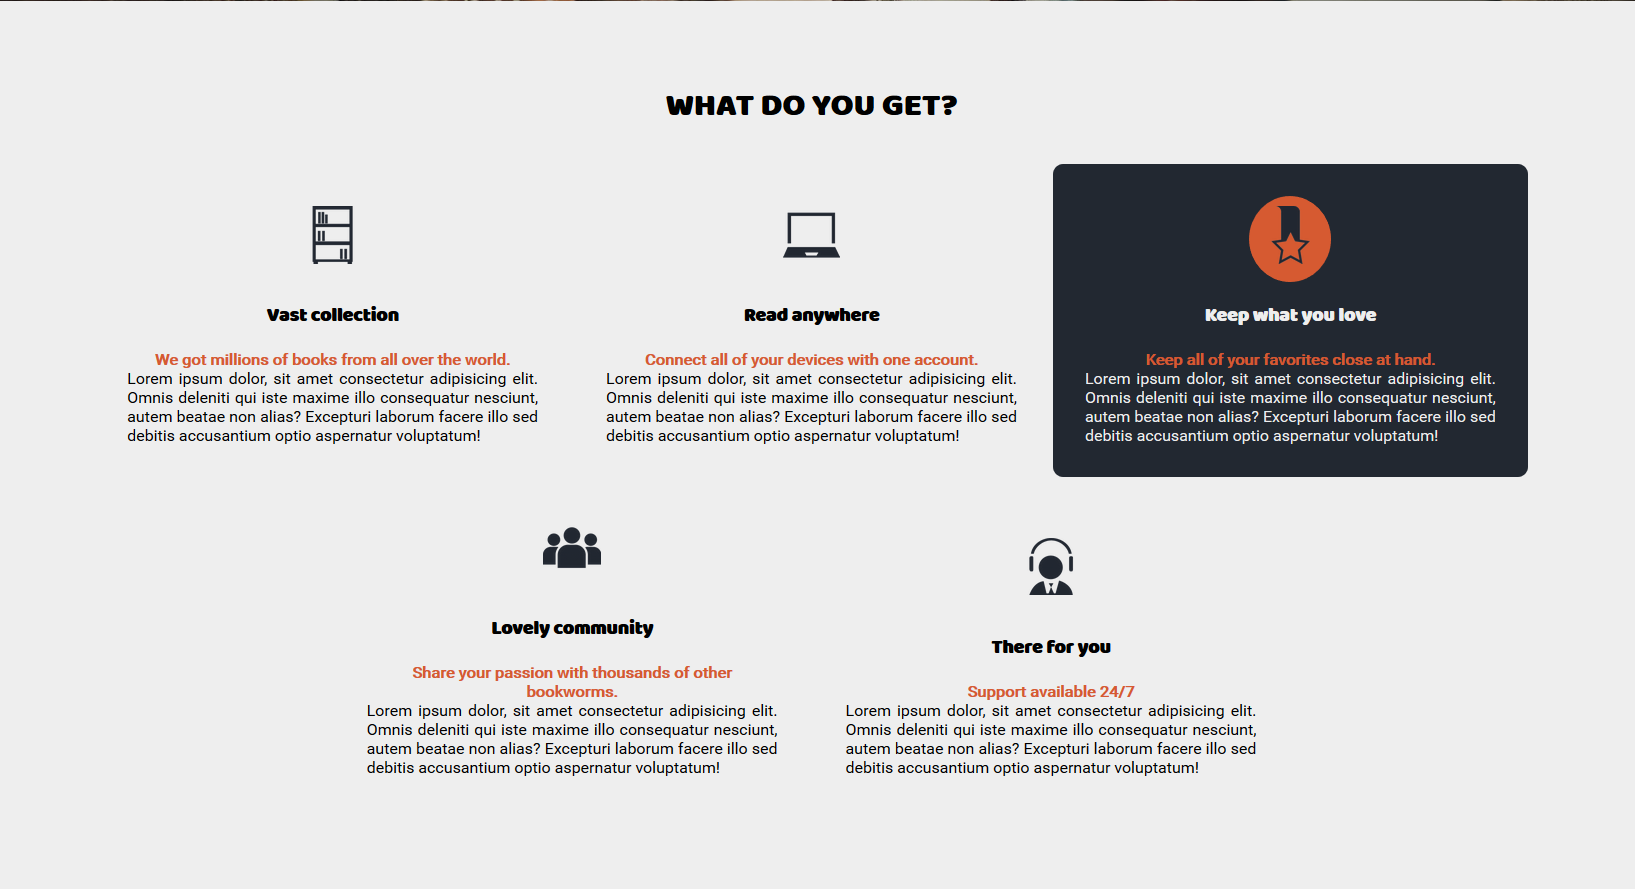 WHAT DO YOU GET?
Vast collection
We got millions of books from all over the world.
Lorem ipsum dolor, sit amet consectetur adipisicing elit.
Omnis deleniti qui iste maxime illo consequatur nesciunt,
autem beatae non alias? Excepturi laborum facere illo sed
debitis accusantium optio aspernatur voluptatum!
Read anywhere
Connect all of your devices with one account.
Lorem ipsum dolor, sit amet consectetur adipisicing elit.
Omnis deleniti qui iste maxime illo consequatur nesciunt,
autem beatae non alias? Excepturi laborum facere illo sed
debitis accusantium optio aspernatur voluptatum!
Keep what you love
Keep all of your favorites close at hand.
Lorem ipsum dolor, sit amet consectetur adipisicing elit.
Omnis deleniti qui iste maxime illo consequatur nesciunt,
autem beatae non alias? Excepturi laborum facere illo sed
debitis accusantium optio aspernatur voluptatum!
Lovely community
Share your passion with thousands of other
bookworms.
Lorem ipsum dolor, sit amet consectetur adipisicing elit.
Omnis deleniti qui iste maxime illo consequatur nesciunt,
autem beatae non alias? Excepturi laborum facere illo sed
debitis accusantium optio aspernatur voluptatum!
There for you
Support available 24/7
Lorem ipsum dolor, sit amet consectetur adipisicing elit.
Omnis deleniti qui iste maxime illo consequatur nesciunt,
autem beatae non alias? Excepturi laborum facere illo sed
debitis accusantium optio aspernatur voluptatum!